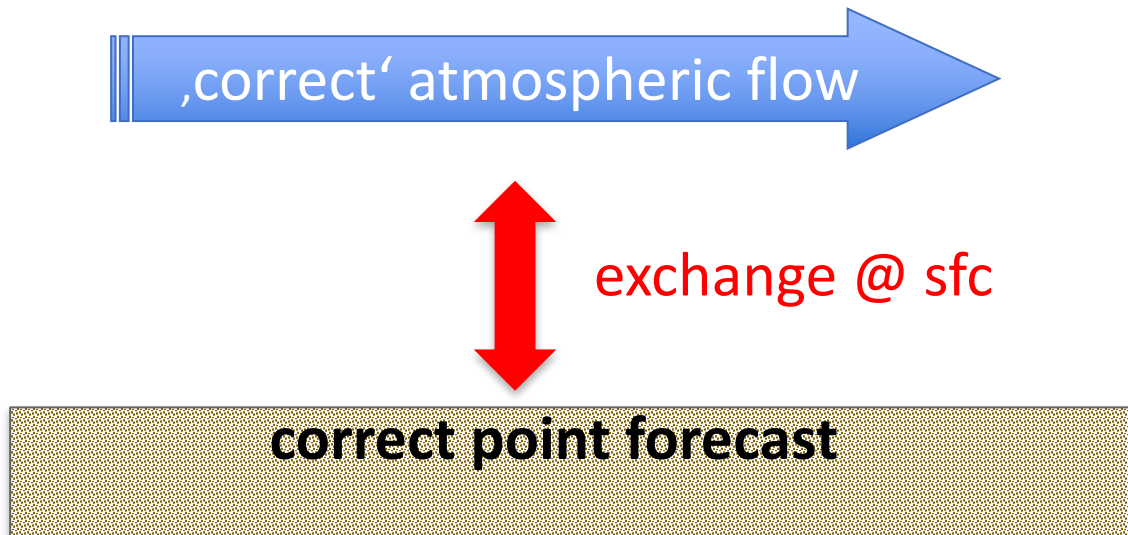 ‚correct‘ atmospheric flow
exchange @ sfc
correct point forecast